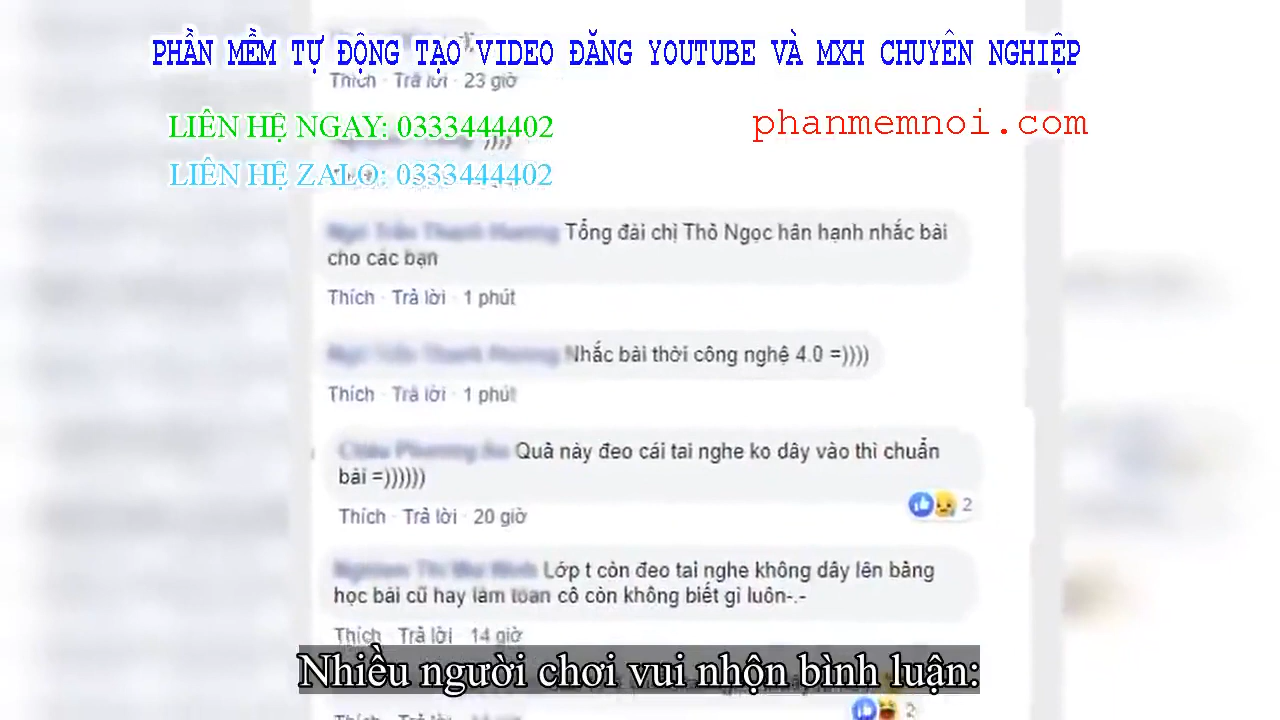 PHẦN MỀM TỰ ĐỘNG TẠO VIDEO ĐĂNG YOUTUBE VÀ MXH CHUYÊN NGHIỆP
Thích · Trả lời · 23 giờ
LIÊN HỆ NGAY: 0333444402
phanmemnoi.com
LIÊN HỆ ZALO: 0333444402
Tổng đài chị Thỏ Ngọc hân hạnh nhắc bài
cho các bạn
Thích · Trả lời · 1 phút
Nhắc bài thời công nghệ 4.0 =))))
Thích · Trả lời · 1 phút
Quả này đeo cái tai nghe ko dây vào thì chuẩn
bài =))))))
Thích · Trả lời · 20 giờ
2
Lớp t còn đeo tai nghe không dây lên bảng
học bài cũ hay làm toán cô còn không biết gì luôn-.-
Thích · Trả lời · 14 giờ
Nhiều người chơi vui nhộn bình luận:
2